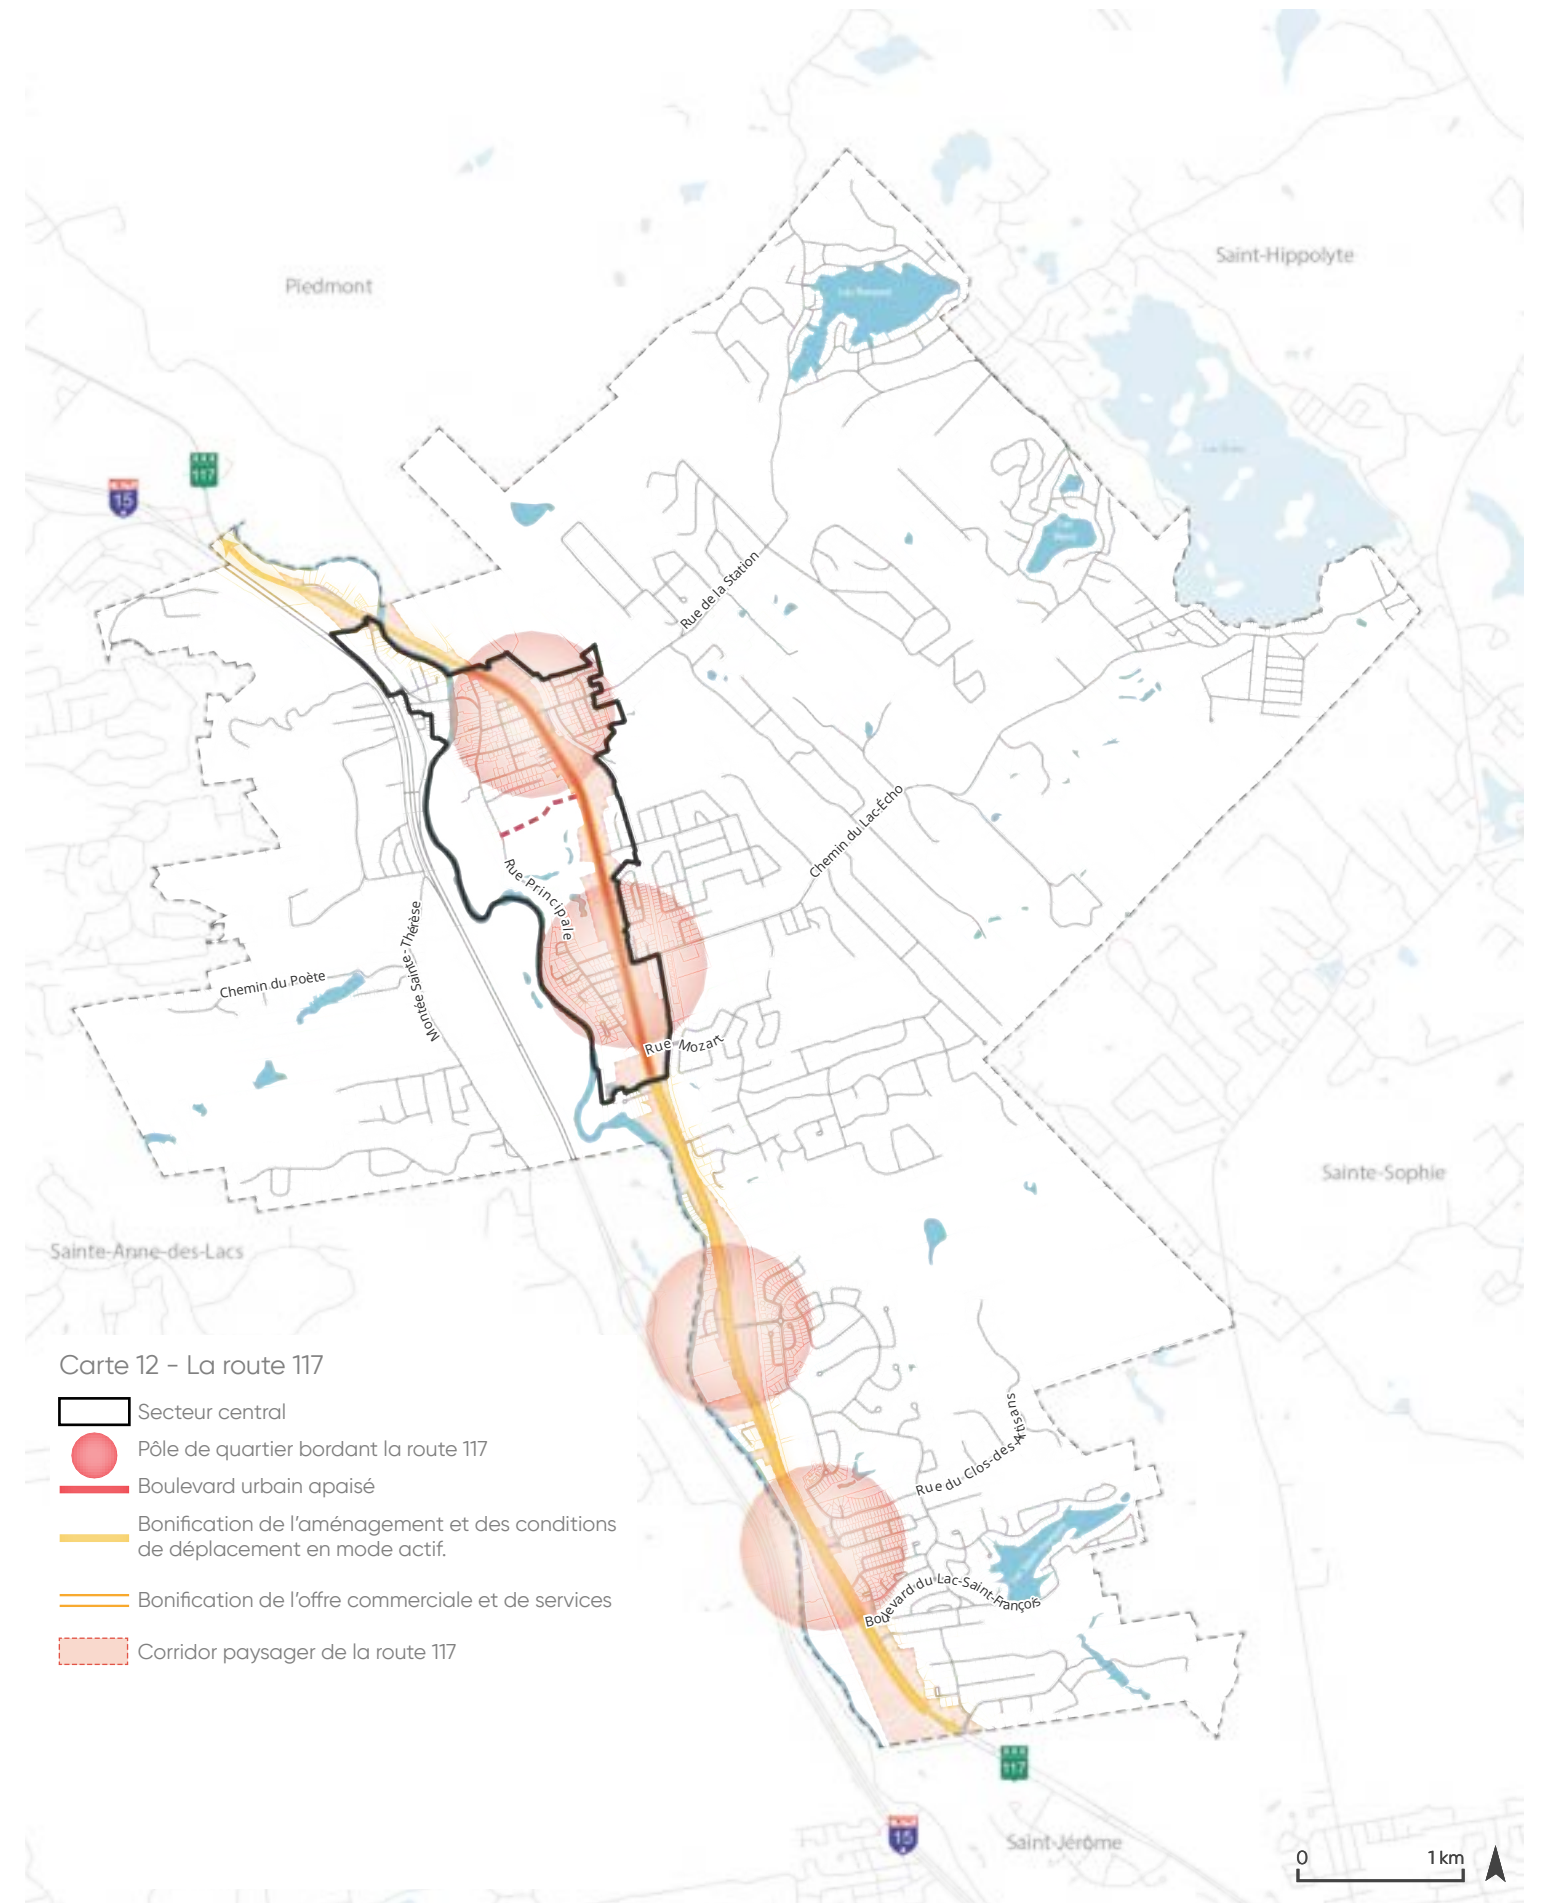 Saint-Hippolyte
Piedmont
117
15
Rue de la Station
Chemin du Lac-Écho
Rue Principale
Montée Sainte-Thérèse
Chemin du Poète
Rue Mozart
Sainte-Sophie
Sainte-Anne-des-Lacs
Carte 12 - La route 117
Secteur central
Pôle de quartier bordant la route 117
Boulevard urbain apaisé
Bonification de l'aménagement et des conditions
de déplacement en mode actif.
Bonification de l'offre commerciale et de services
Corridor paysager de la route 117
Rue du Clos-des-Artisans
Boulevard du Lac-Saint-François
117
15
Saint-Jérôme
0 1 km